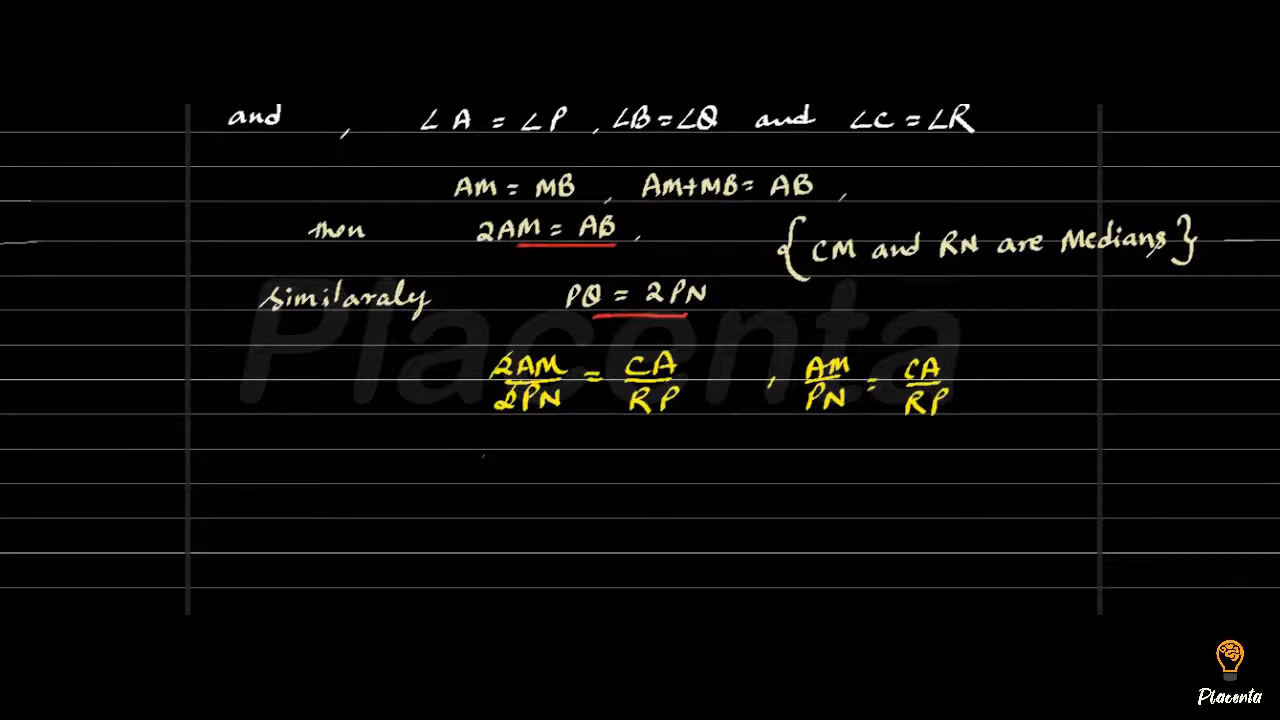 and , ∠A = ∠P , ∠B = ∠Q and ∠C = ∠R
AM = MB , AM+MB = AB ,
then 2AM = AB , {CM and RN are Medians}
Similaraly PQ = 2PN
2AM/2PN = CA/RP , AM/PN = CA/RP
Placenta
Placenta